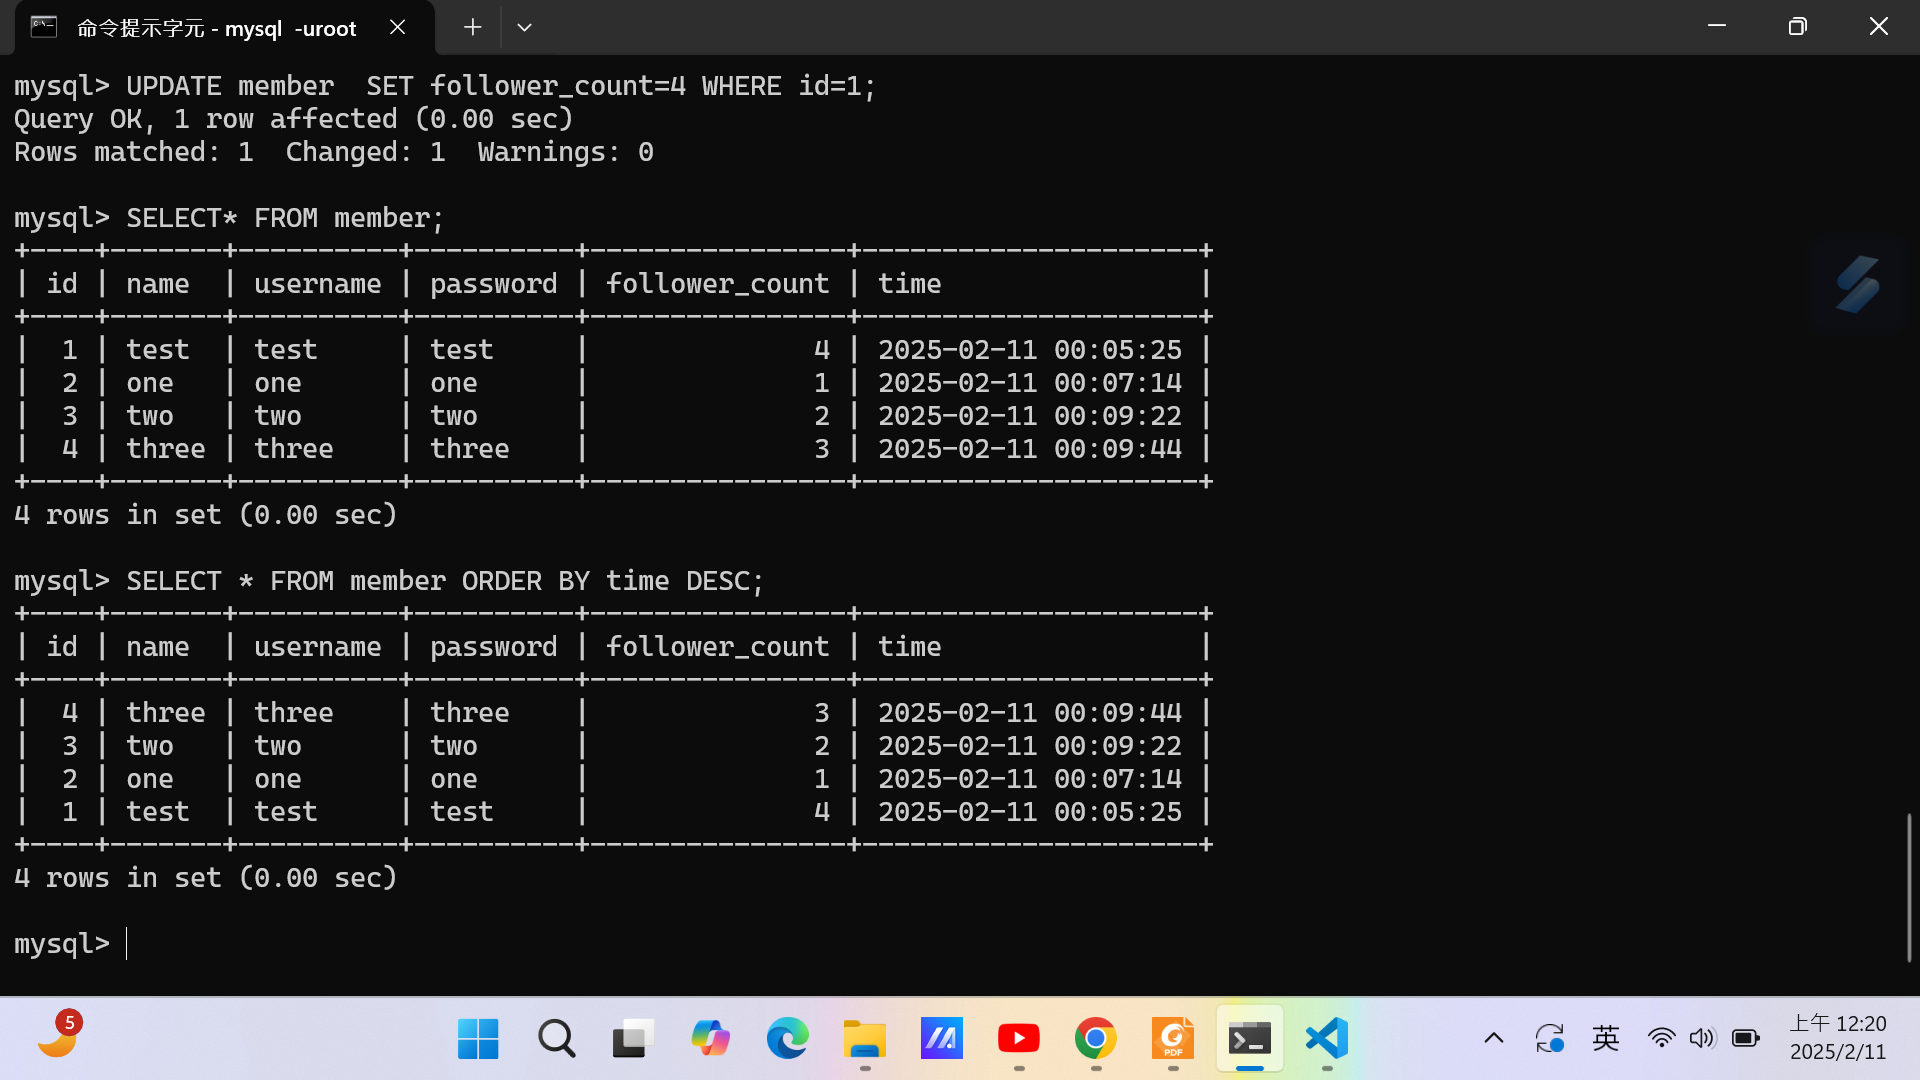 命令提示字元 - mysql  -uroot
mysql> UPDATE member  SET follower_count=4 WHERE id=1;
Query OK, 1 row affected (0.00 sec)
Rows matched: 1  Changed: 1  Warnings: 0
mysql> SELECT* FROM member;
+----+-------+----------+----------+----------------+---------------------+
| id | name  | username | password | follower_count | time                |
+----+-------+----------+----------+----------------+---------------------+
|  1 | test  | test     | test     |              4 | 2025-02-11 00:05:25 |
|  2 | one   | one      | one      |              1 | 2025-02-11 00:07:14 |
|  3 | two   | two      | two      |              2 | 2025-02-11 00:09:22 |
|  4 | three | three    | three    |              3 | 2025-02-11 00:09:44 |
+----+-------+----------+----------+----------------+---------------------+
4 rows in set (0.00 sec)
mysql> SELECT * FROM member ORDER BY time DESC;
+----+-------+----------+----------+----------------+---------------------+
| id | name  | username | password | follower_count | time                |
+----+-------+----------+----------+----------------+---------------------+
|  4 | three | three    | three    |              3 | 2025-02-11 00:09:44 |
|  3 | two   | two      | two      |              2 | 2025-02-11 00:09:22 |
|  2 | one   | one      | one      |              1 | 2025-02-11 00:07:14 |
|  1 | test  | test     | test     |              4 | 2025-02-11 00:05:25 |
+----+-------+----------+----------+----------------+---------------------+
4 rows in set (0.00 sec)
mysql>
5
PDF
英
上午 12:20
2025/2/11